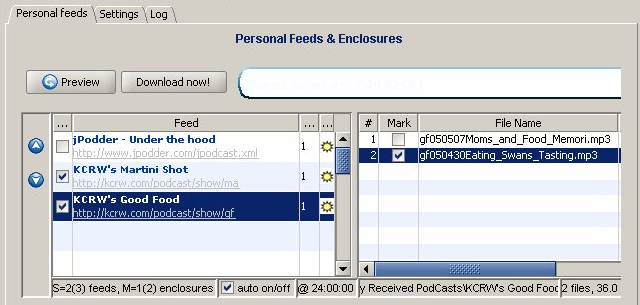 Personal feeds Settings Log
Personal Feeds & Enclosures
Preview Download now!
... Feed ... ...
# Mark File Name
jPodder - Under the hood
http://www.jpodder.com/jpodcast.xml
1
KCRW's Martini Shot
http://kcrw.com/podcast/show/ma
1
KCRW's Good Food
http://kcrw.com/podcast/show/gf
1
1 gf050507Moms_and_Food_Memori.mp3
2 gf050430Eating_Swans_Tasting.mp3
S=2(3) feeds, M=1(2) enclosures auto on/off @ 24:00:00 y Received PodCasts\KCRW's Good Food 2 files, 36.0